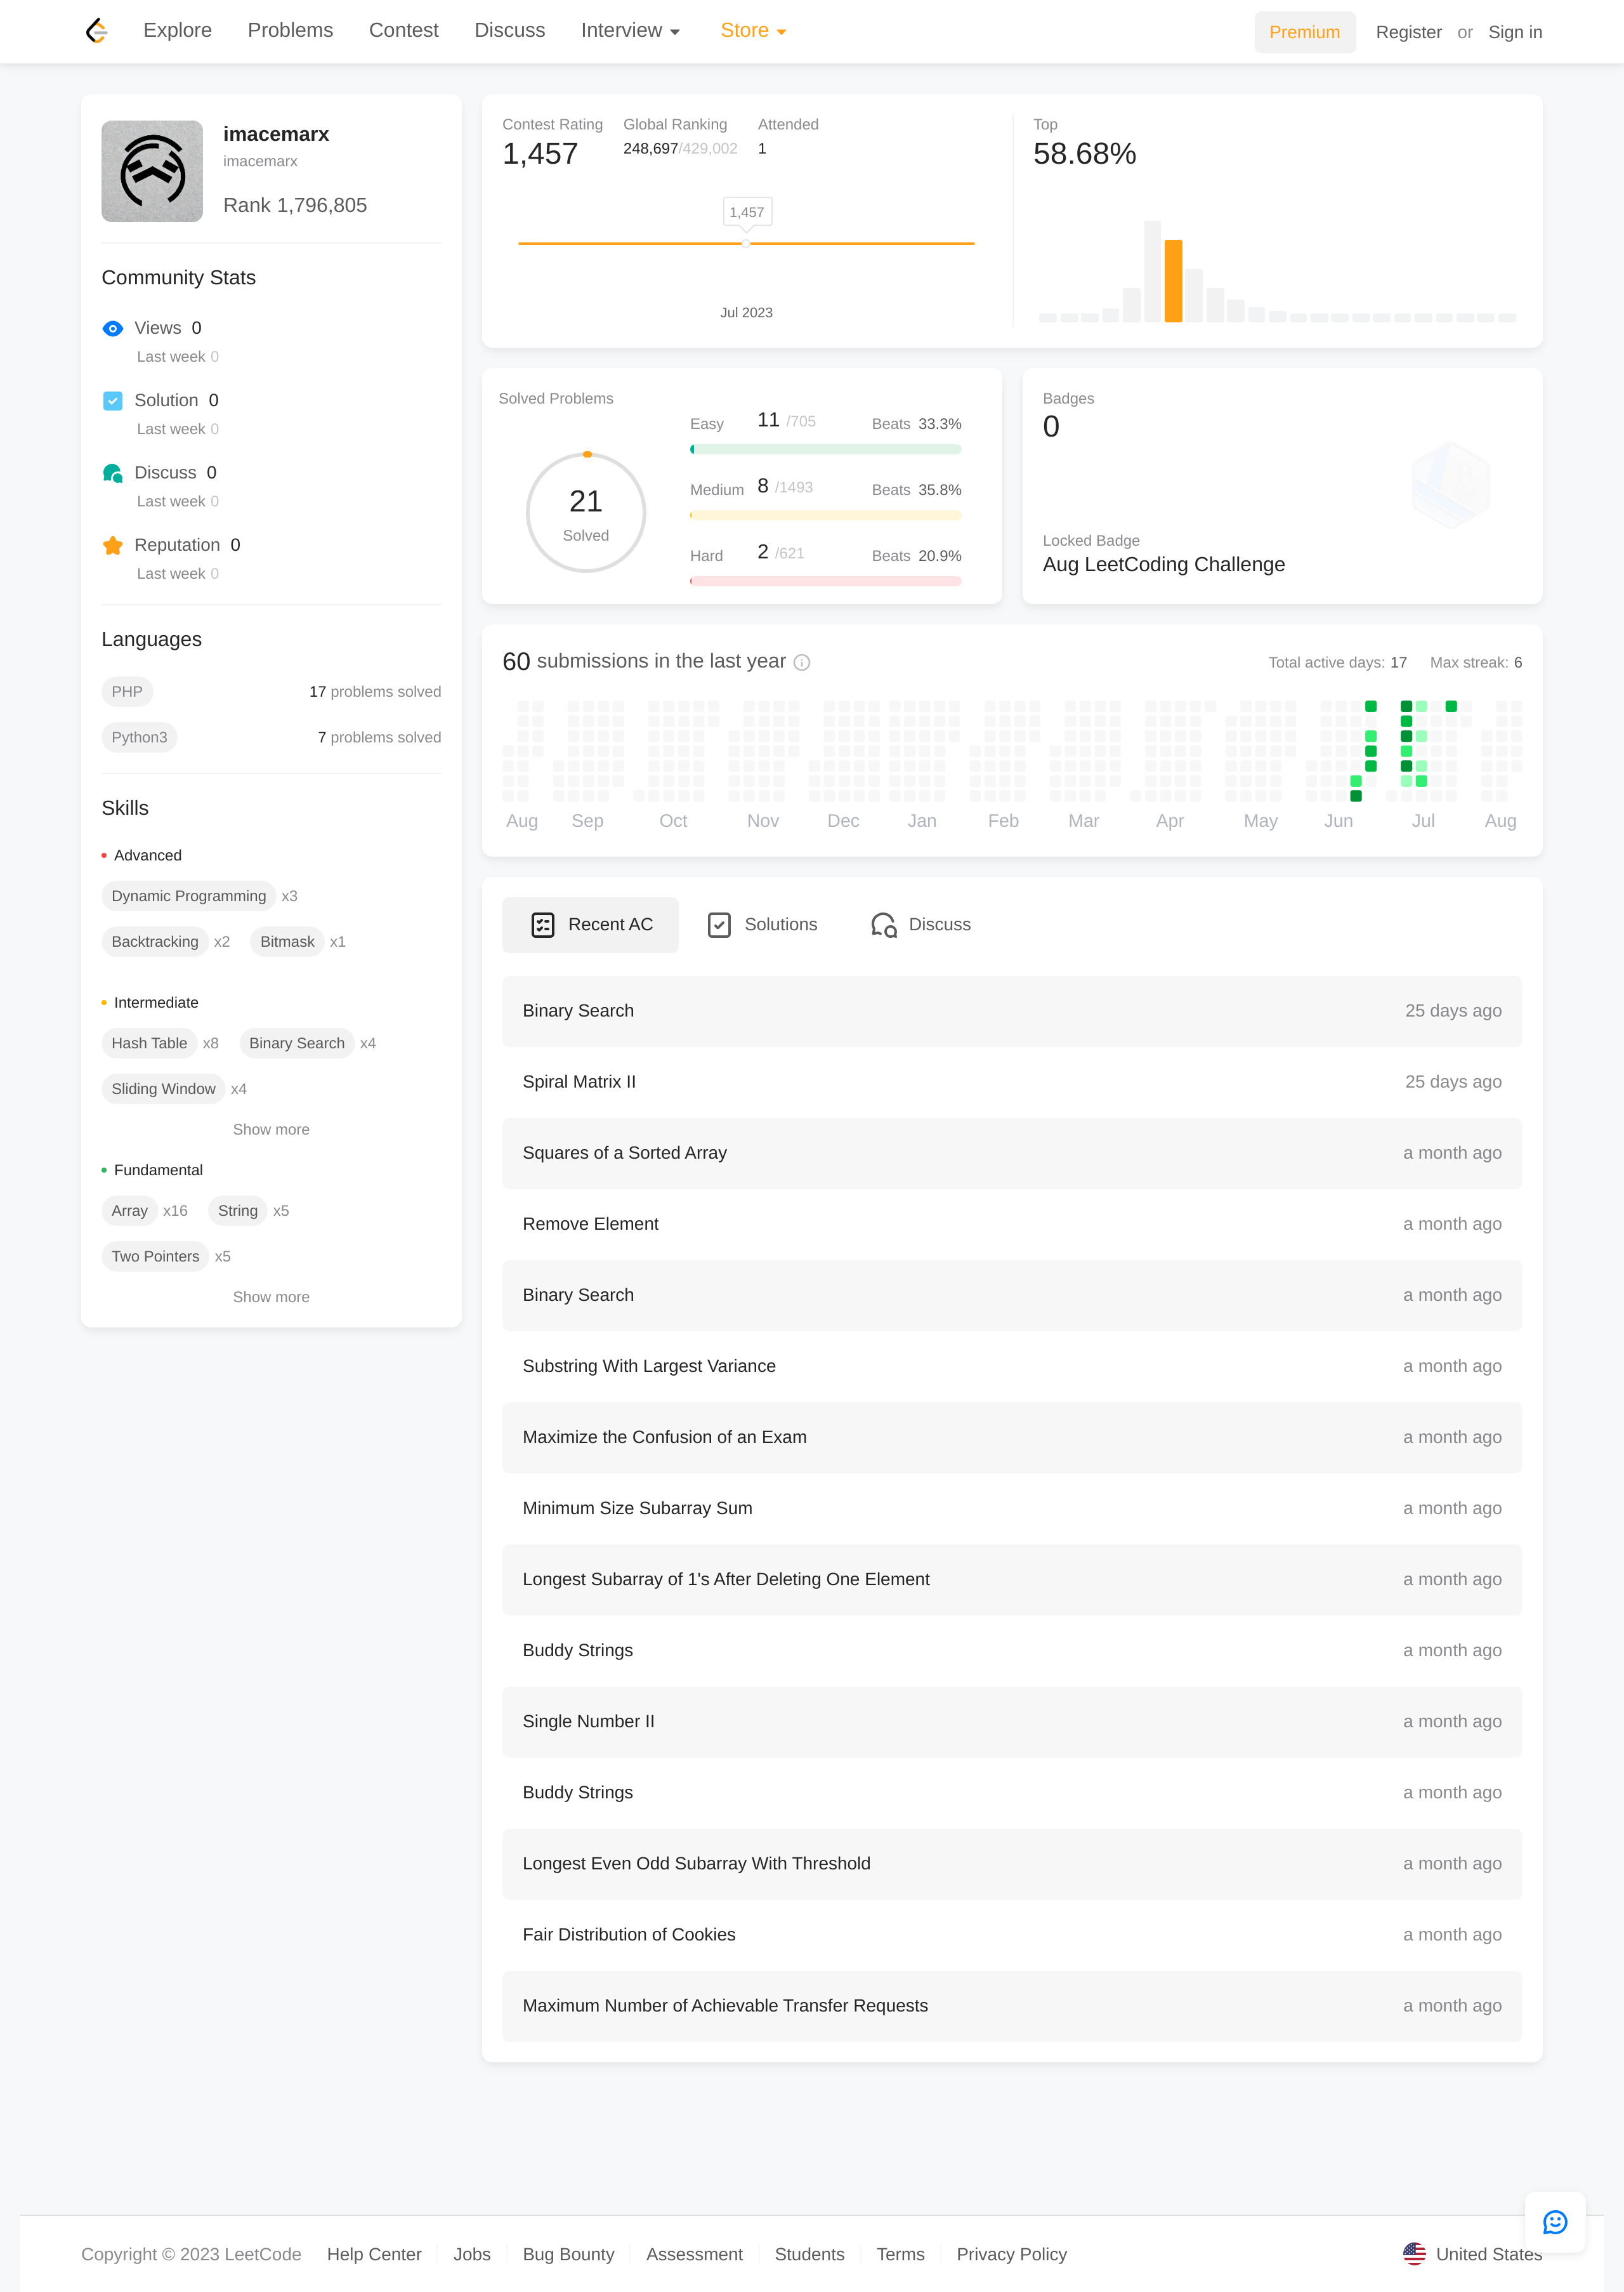 Explore Problems Contest Discuss Interview Store Premium Register or Sign in
imacemarx
imacemarx
Rank 1,796,805
Community Stats
Views 0
Last week 0
Solution 0
Last week 0
Discuss 0
Last week 0
Reputation 0
Last week 0
Languages
PHP 17 problems solved
Python3 7 problems solved
Skills
Advanced
Dynamic Programming x3
Backtracking x2 Bitmask x1
Intermediate
Hash Table x8 Binary Search x4
Sliding Window x4
Show more
Fundamental
Array x16 String x5
Two Pointers x5
Show more
Contest Rating Global Ranking Attended
1,457 248,697/429,002 1
1,457
Jul 2023
Top
58.68%
Solved Problems
21
Solved
Easy 11 /705 Beats 33.3%
Medium 8 /1493 Beats 35.8%
Hard 2 /621 Beats 20.9%
Badges
0
Locked Badge
Aug LeetCoding Challenge
60 submissions in the last year Total active days: 17 Max streak: 6
Aug Sep Oct Nov Dec Jan Feb Mar Apr May Jun Jul Aug
Recent AC Solutions Discuss
Binary Search 25 days ago
Spiral Matrix II 25 days ago
Squares of a Sorted Array a month ago
Remove Element a month ago
Binary Search a month ago
Substring With Largest Variance a month ago
Maximize the Confusion of an Exam a month ago
Minimum Size Subarray Sum a month ago
Longest Subarray of 1's After Deleting One Element a month ago
Buddy Strings a month ago
Single Number II a month ago
Buddy Strings a month ago
Longest Even Odd Subarray With Threshold a month ago
Fair Distribution of Cookies a month ago
Maximum Number of Achievable Transfer Requests a month ago
Copyright © 2023 LeetCode Help Center Jobs Bug Bounty Assessment Students Terms Privacy Policy United States